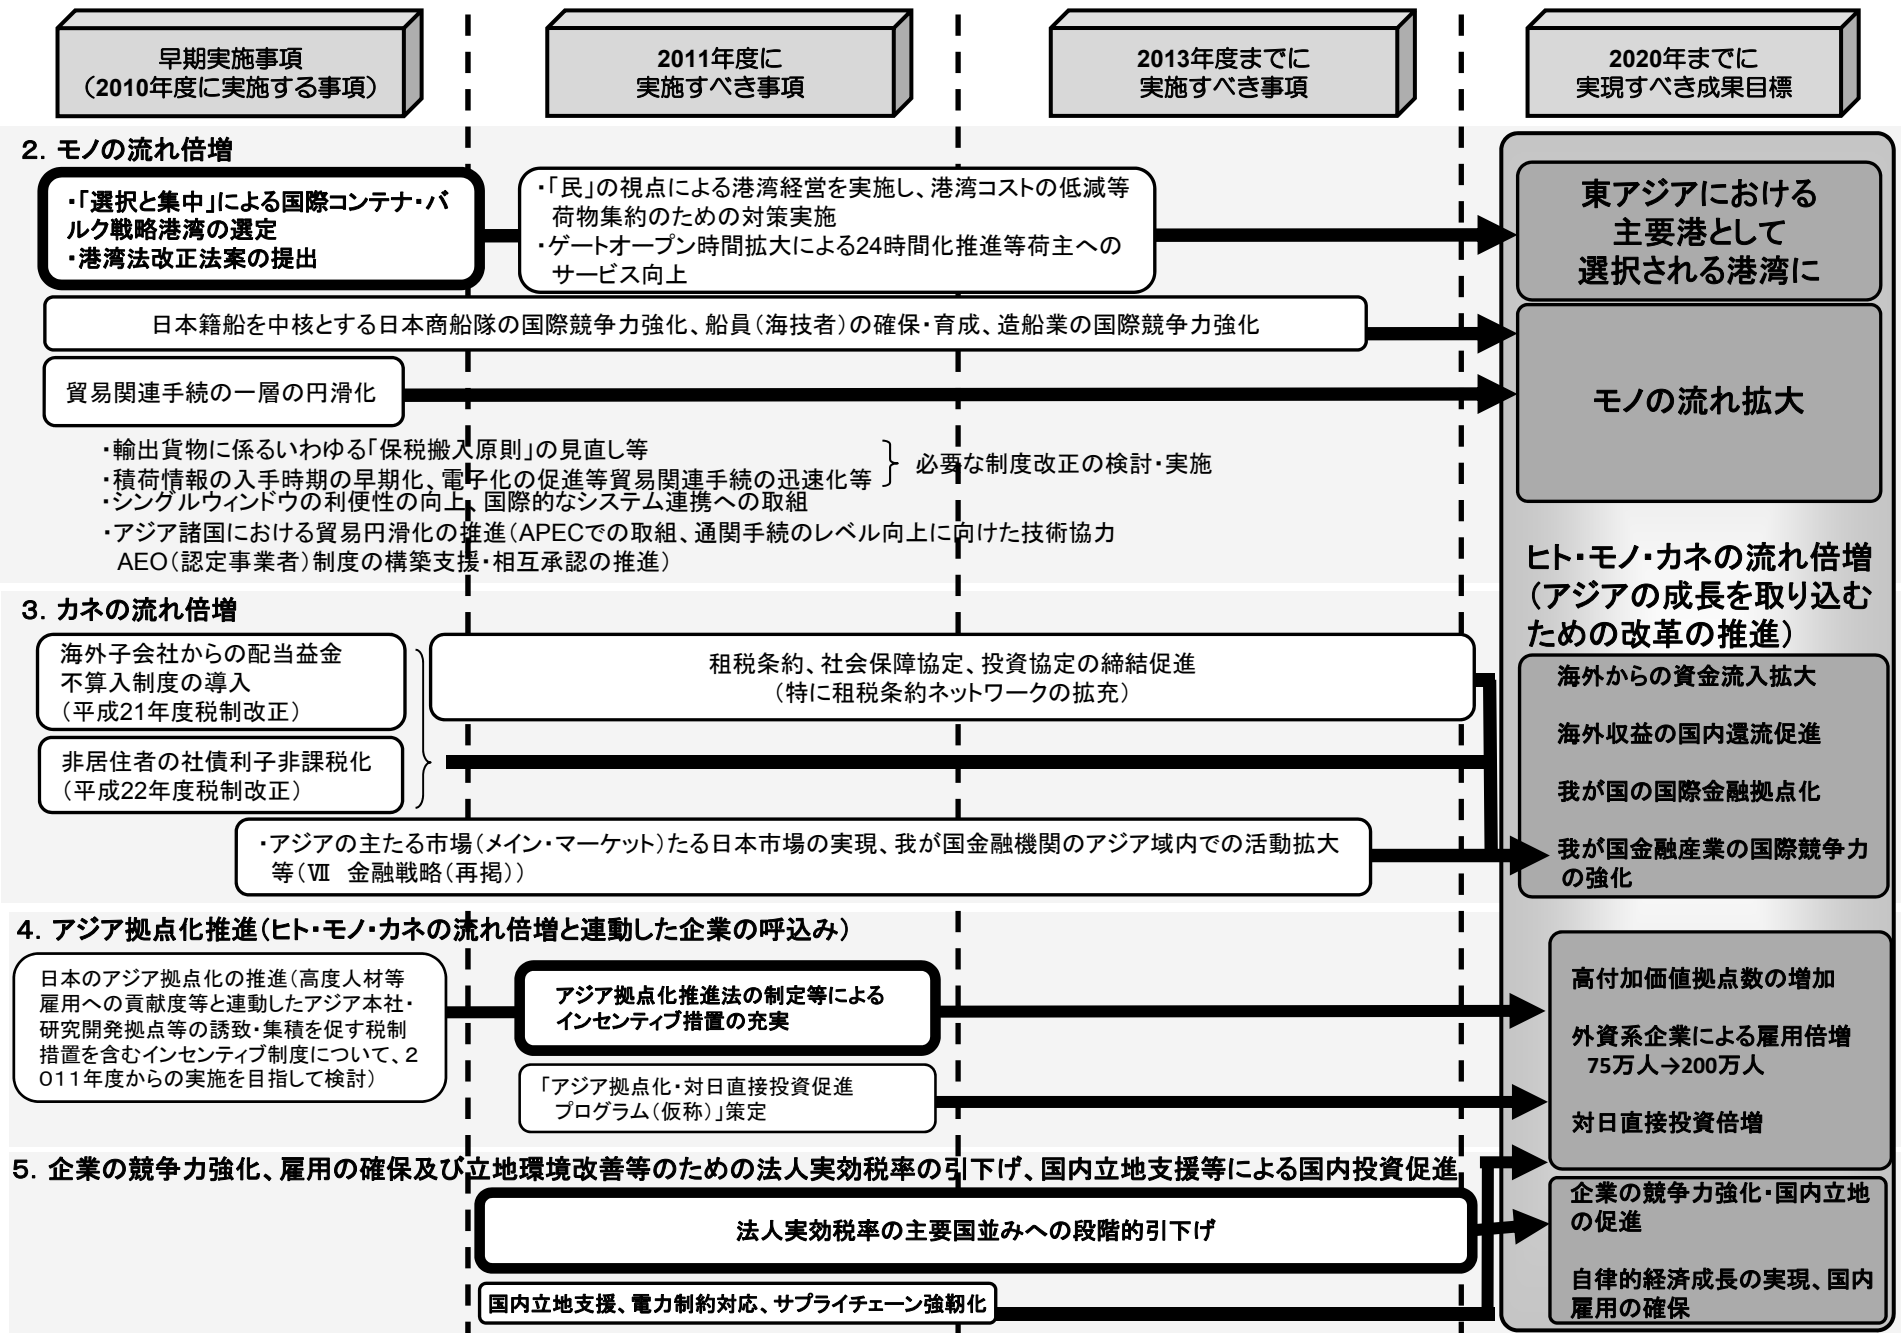 早期実施事項
（2010年度に実施する事項）
2011年度に
実施すべき事項
2013年度までに
実施すべき事項
2020年までに
実現すべき成果目標
２．モノの流れ倍増
・「選択と集中」による国際コンテナ・バ
ルク戦略港湾の選定
・港湾法改正法案の提出
・「民」の視点による港湾経営を実施し、港湾コストの低減等
荷物集約のための対策実施
・ゲートオープン時間拡大による24時間化推進等荷主への
サービス向上
東アジアにおける
主要港として
選択される港湾に
日本籍船を中核とする日本商船隊の国際競争力強化、船員（海技者）の確保・育成、造船業の国際競争力強化
貿易関連手続の一層の円滑化
モノの流れ拡大
・輸出貨物に係るいわゆる「保税搬入原則」の見直し等
・積荷情報の入手時期の早期化、電子化の促進等貿易関連手続の迅速化等
必要な制度改正の検討・実施
・シングルウィンドウの利便性の向上、国際的なシステム連携への取組
・アジア諸国における貿易円滑化の推進（APECでの取組、通関手続のレベル向上に向けた技術協力
AEO（認定事業者）制度の構築支援・相互承認の推進）
ヒト・モノ・カネの流れ倍増
（アジアの成長を取り込む
ための改革の推進）
３．カネの流れ倍増
海外子会社からの配当益金
不算入制度の導入
（平成21年度税制改正）
非居住者の社債利子非課税化
（平成22年度税制改正）
租税条約、社会保障協定、投資協定の締結促進
（特に租税条約ネットワークの拡充）
・アジアの主たる市場（メイン・マーケット）たる日本市場の実現、我が国金融機関のアジア域内での活動拡大
等（Ⅶ　金融戦略（再掲））
海外からの資金流入拡大
海外収益の国内還流促進
我が国の国際金融拠点化
我が国金融産業の国際競争力
の強化
４．アジア拠点化推進（ヒト・モノ・カネの流れ倍増と連動した企業の呼込み）
日本のアジア拠点化の推進（高度人材等
雇用への貢献度等と連動したアジア本社・
研究開発拠点等の誘致・集積を促す税制
措置を含むインセンティブ制度について、２
０１１年度からの実施を目指して検討）
アジア拠点化推進法の制定等による
インセンティブ措置の充実
「アジア拠点化・対日直接投資促進
プログラム（仮称）」策定
高付加価値拠点数の増加
外資系企業による雇用倍増
75万人→200万人
対日直接投資倍増
５．企業の競争力強化、雇用の確保及び立地環境改善等のための法人実効税率の引下げ、国内立地支援等による国内投資促進
法人実効税率の主要国並みへの段階的引下げ
国内立地支援、電力制約対応、サプライチェーン強靭化
企業の競争力強化・国内立地
の促進
自律的経済成長の実現、国内
雇用の確保